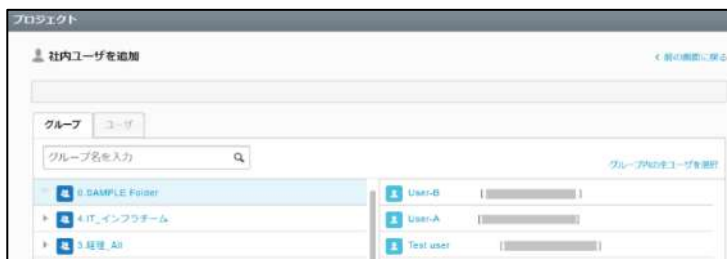 プロジェクト
社内ユーザを追加
< 前の画面に戻る
グループ ユーザ
グループ名を入力
グループ内の全ユーザを選択
0.SAMPLE Folder
User-B [ ]
4.IT_インフラチーム
User-A [ ]
3.経理_All
Test user [ ]